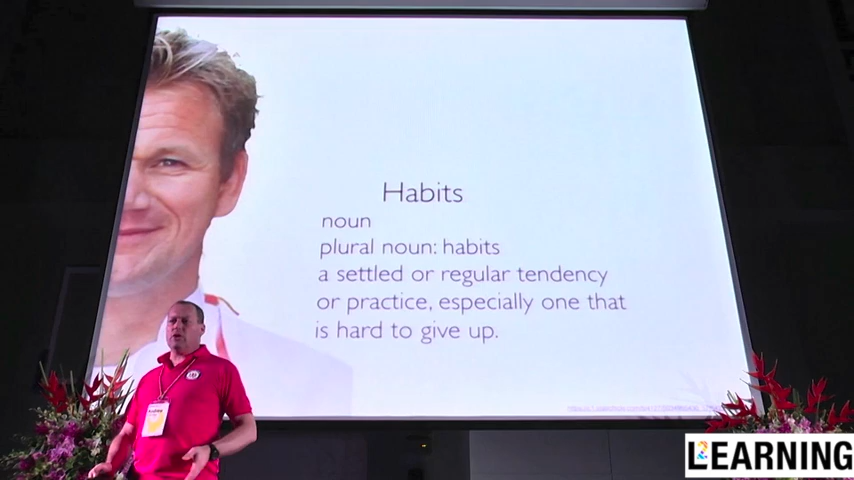 Habits
noun
plural noun: habits
a settled or regular tendency
or practice, especially one that
is hard to give up.
L2EARNING